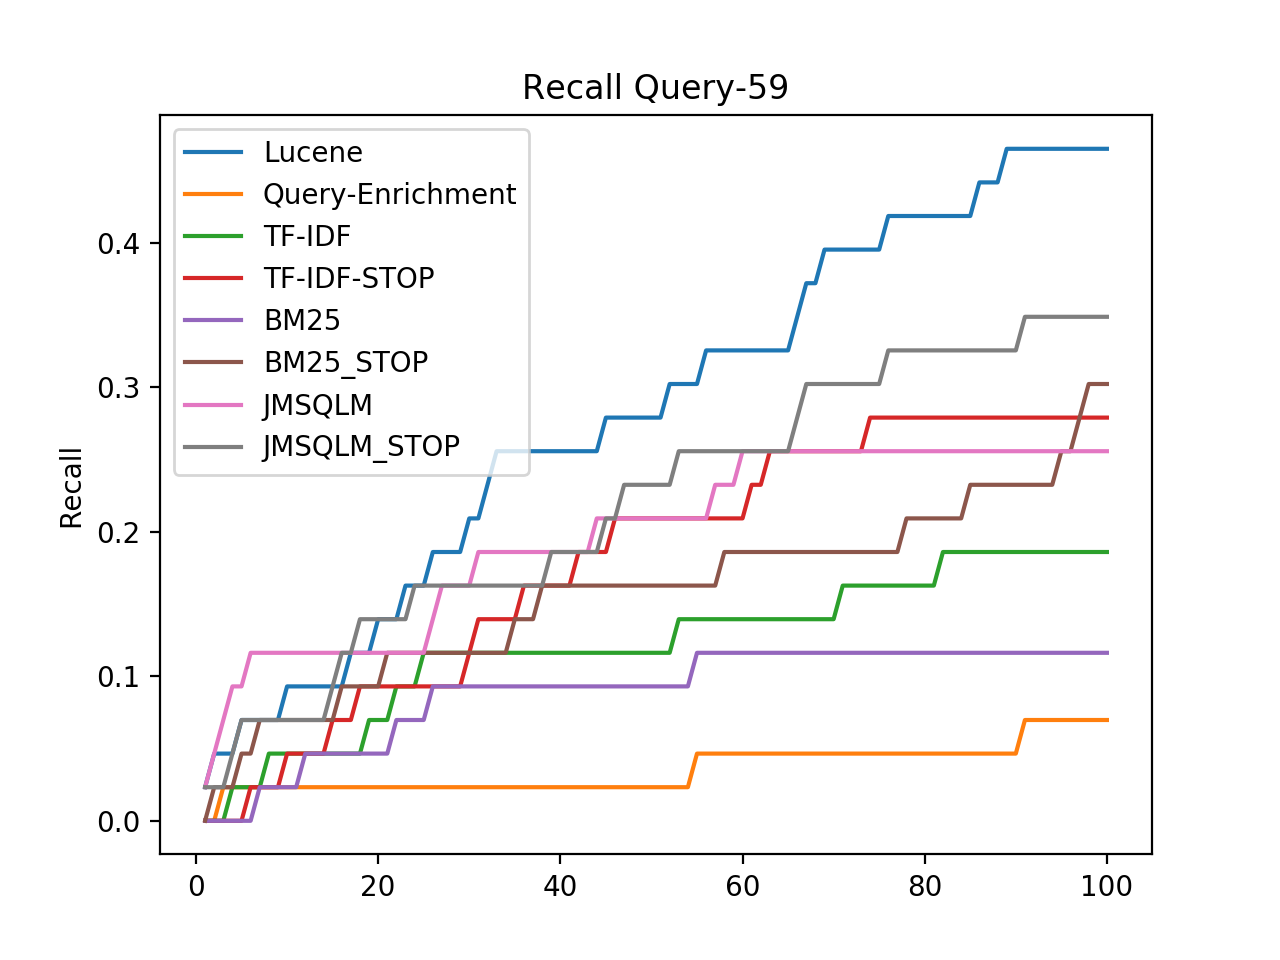 Recall Query-59
Lucene
Query-Enrichment
TF-IDF
TF-IDF-STOP
BM25
BM25_STOP
JMSQLM
JMSQLM_STOP
Recall
0.4
0.3
0.2
0.1
0.0
0 20 40 60 80 100